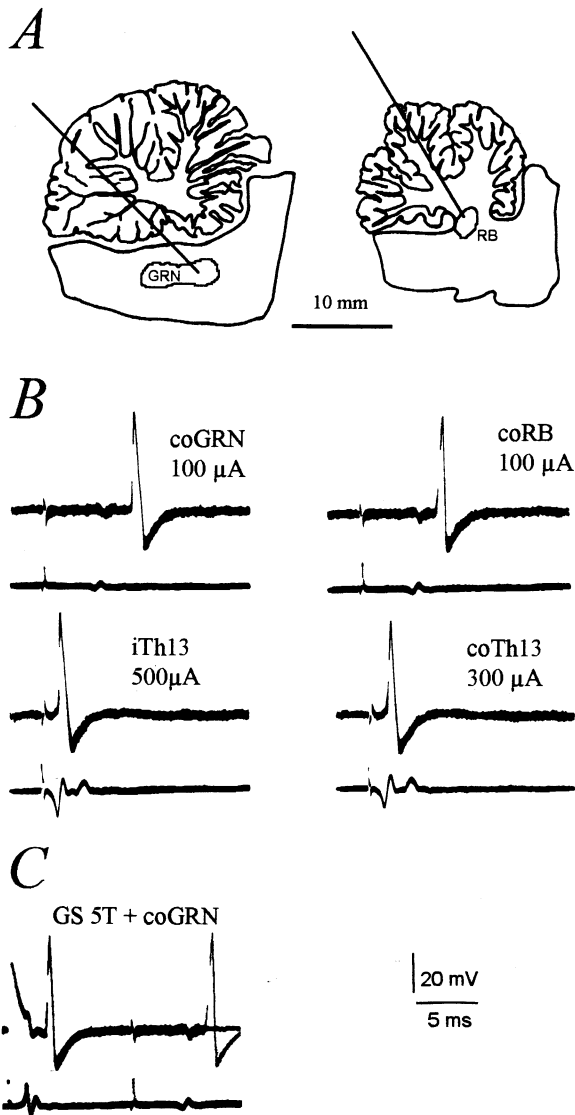 A
GRN
RB
10 mm
B
coGRN
100 µA
coRB
100 µA
iTh13
500µA
coTh13
300 µA
C
GS 5T + coGRN
20 mV
5 ms